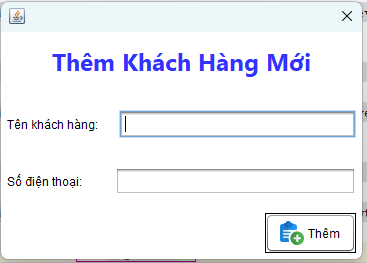 Thêm Khách Hàng Mới
Tên khách hàng:
Số điện thoại:
Thêm